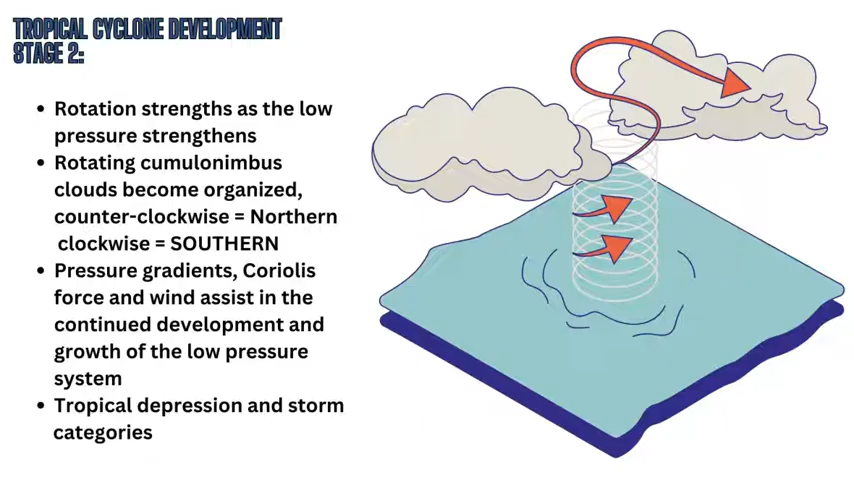 TROPICAL CYCLONE DEVELOPMENT
STAGE 2:
• Rotation strengths as the low
pressure strengthens
• Rotating cumulonimbus
clouds become organized,
counter-clockwise = Northern
clockwise = SOUTHERN
• Pressure gradients, Coriolis
force and wind assist in the
continued development and
growth of the low pressure
system
• Tropical depression and storm
categories